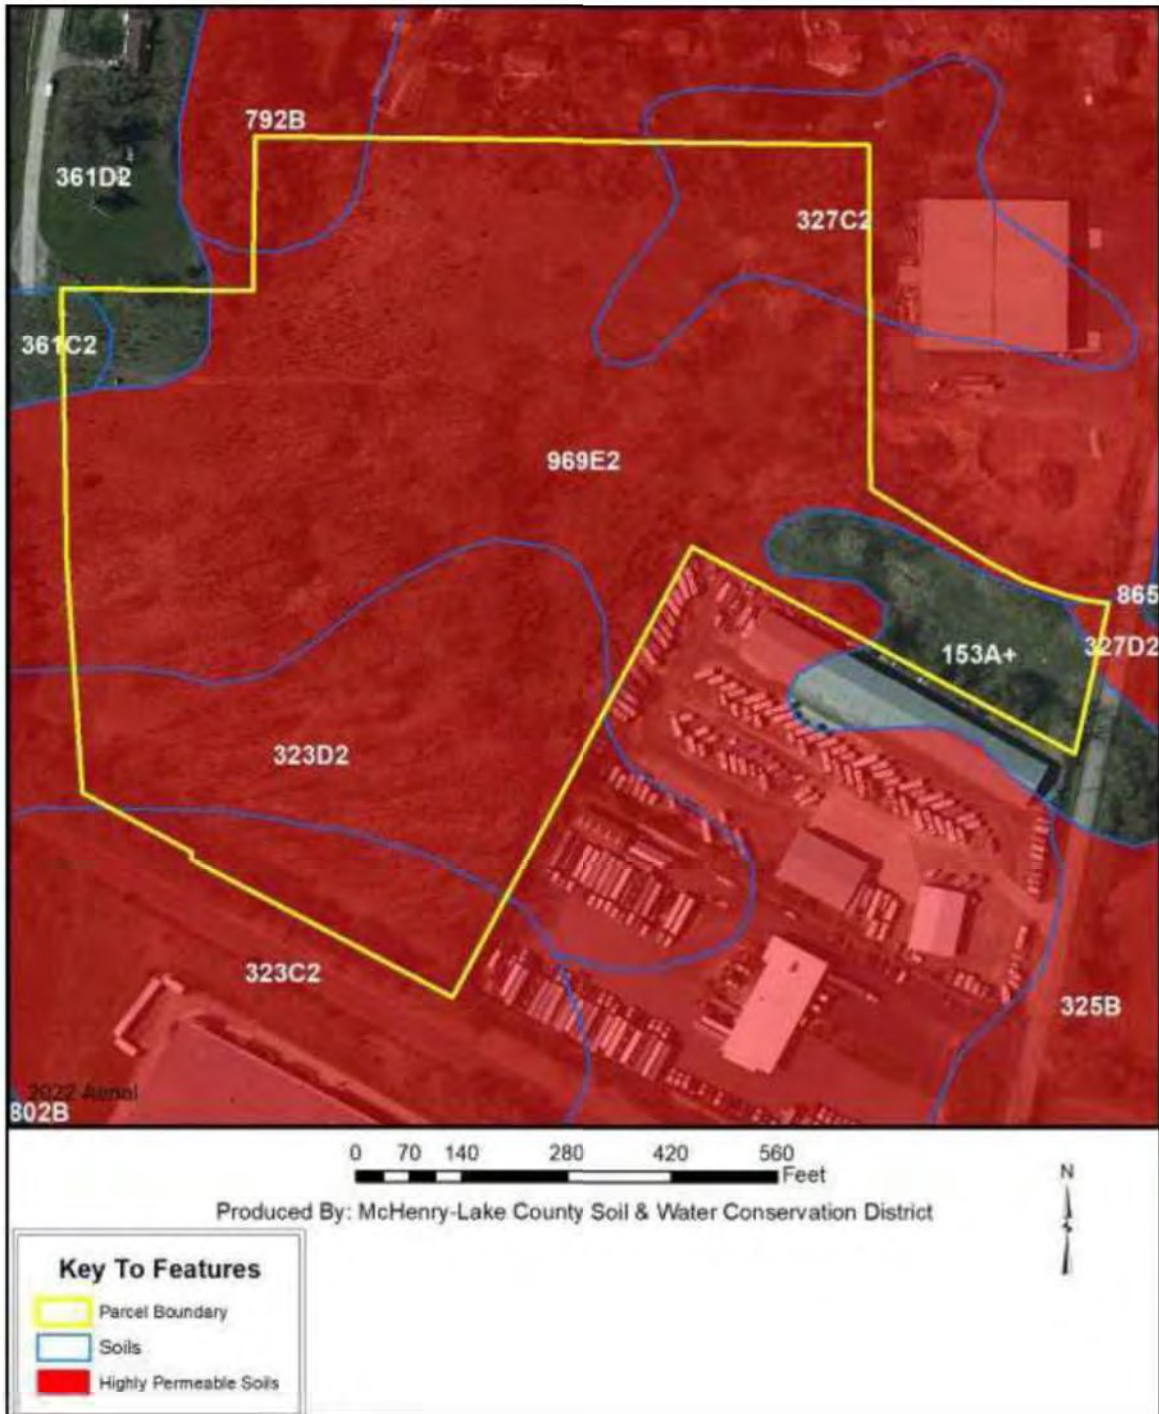 792B
361D2
327C2
361C2
969E2
865
327D2
153A+
323D2
323C2
325B
2022 Aerial
802B
0 70 140 280 420 560
Feet
N
Produced By: McHenry-Lake County Soil & Water Conservation District
Key To Features
Parcel Boundary
Soils
Highly Permeable Soils